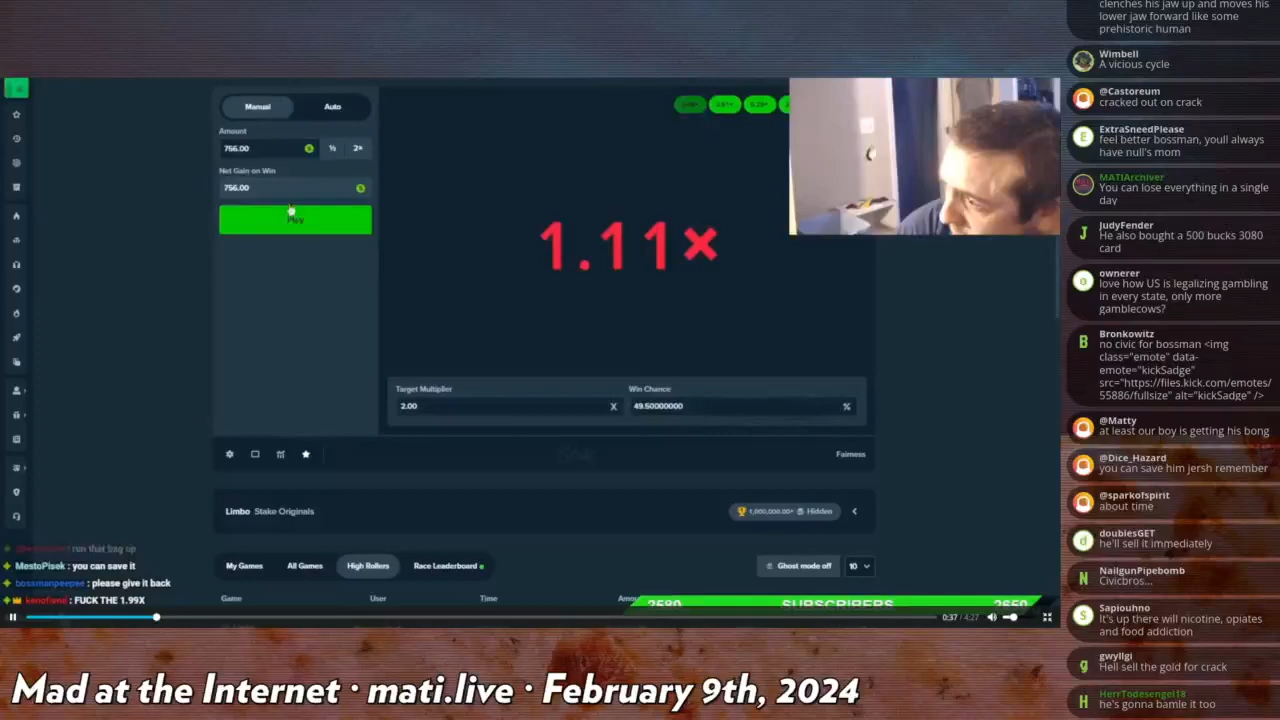 Manual
Auto
Amount
756.00
½
2×
Net Gain on Win
756.00
Play
1.11×
Target Multiplier
2.00
X
Win Chance
49.50000000
%
Fairness
Limbo Stake Originals
Hidden
My Games
All Games
High Rollers
Race Leaderboard
Ghost mode off
10
Game
User
Time
run that bag up
MestoPisek : you can save it
bossmanpeepee : please give it back
FUCK THE 1.99X
2580
SUBSCRIBERS
2650
0:37 / 4:27
clenches his jaw up and moves his
lower jaw forward like some
prehistoric human
Wimbell
A vicious cycle
@Castoreum
cracked out on crack
E
ExtraSneedPlease
feel better bossman, youll always
have null's mom
MATIArchiver
You can lose everything in a single
day
J
JudyFender
He also bought a 500 bucks 3080
card
o
ownerer
love how US is legalizing gambling
in every state, only more
gamblecows?
B
Bronkowitz
no civic for bossman <img
class="emote" data-
emote="kickSadge"
src="https://files.kick.com/emotes/
55886/fullsize" alt="kickSadge" />
@Matty
at least our boy is getting his bong
@Dice_Hazard
you can save him jersh remember
@sparkofspirit
about time
d
doublesGET
he'll sell it immediately
N
NailgunPipebomb
Civicbros...
S
Sapiouhno
It's up there will nicotine, opiates
and food addiction
g
gwyllgi
Hell sell the gold for crack
H
HerrTodesengel18
he's gonna bamle it too
Mad at the Internet · mati.live · February 9th, 2024